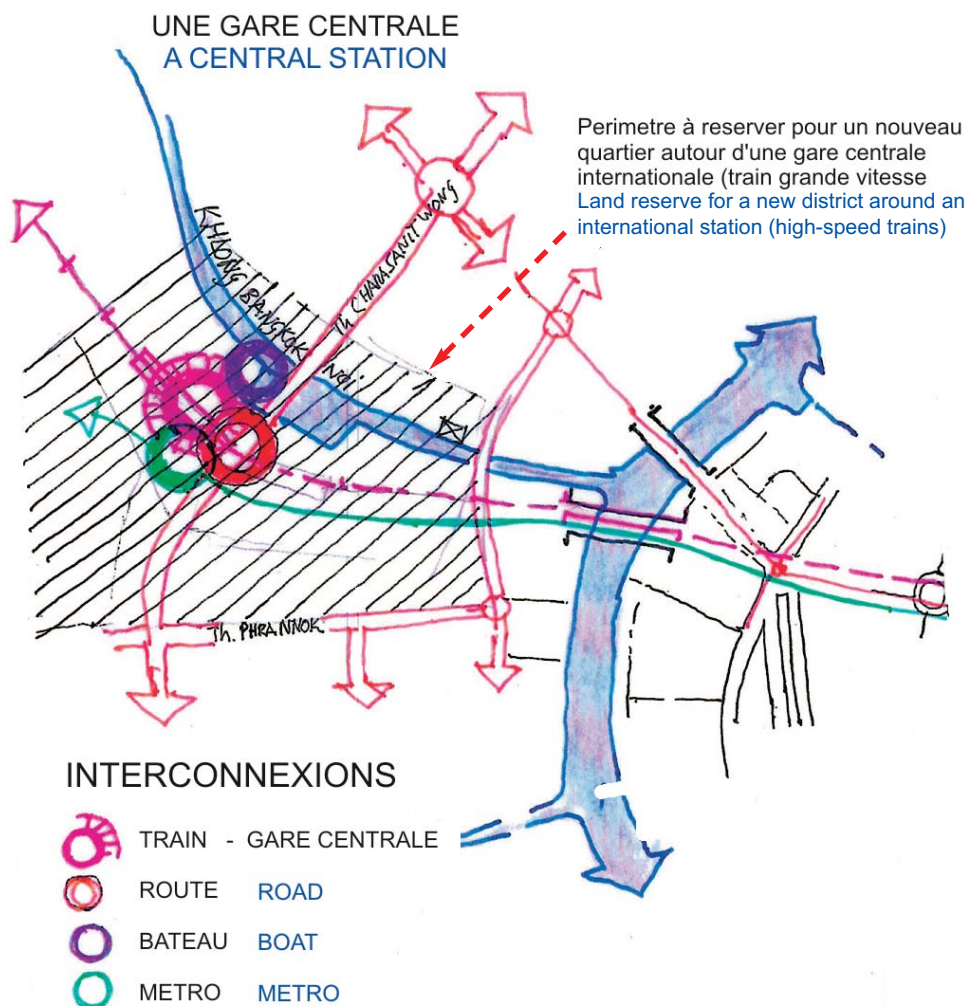 UNE GARE CENTRALE
A CENTRAL STATION
Perimetre à reserver pour un nouveau
quartier autour d'une gare centrale
internationale (train grande vitesse
Land reserve for a new district around an
international station (high-speed trains)
KHLONG BANGKOK Noi
Th. CHARASANITWONG
Th. PHRANNOK
INTERCONNEXIONS
TRAIN - GARE CENTRALE
ROUTE ROAD
BATEAU BOAT
METRO METRO